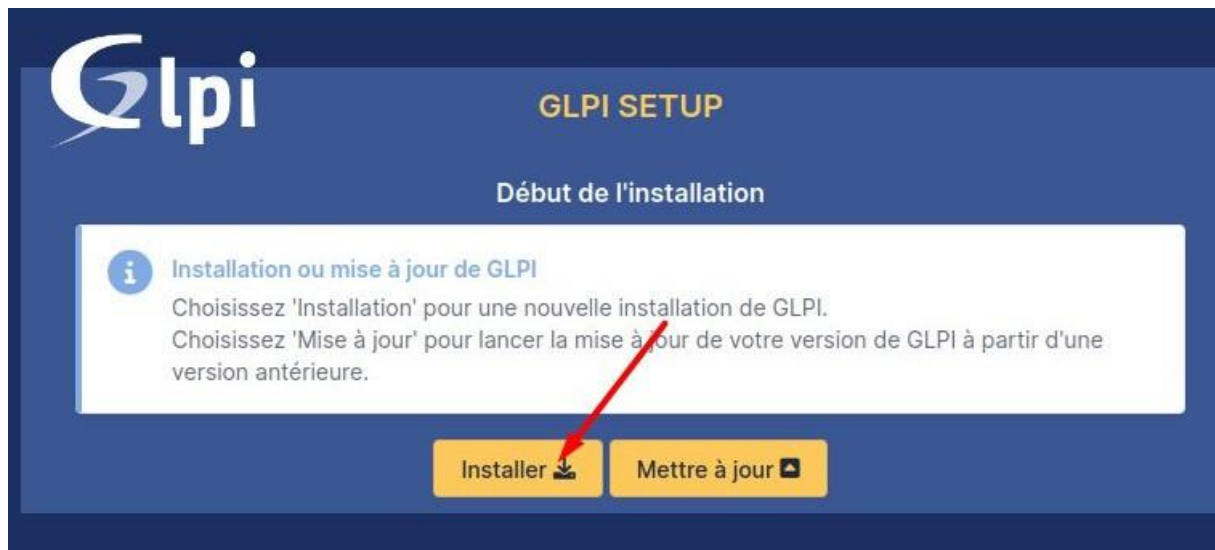 Glpi
GLPI SETUP
Début de l'installation
Installation ou mise à jour de GLPI
Choisissez 'Installation' pour une nouvelle installation de GLPI.
Choisissez 'Mise à jour' pour lancer la mise à jour de votre version de GLPI à partir d'une
version antérieure.
Installer
Mettre à jour